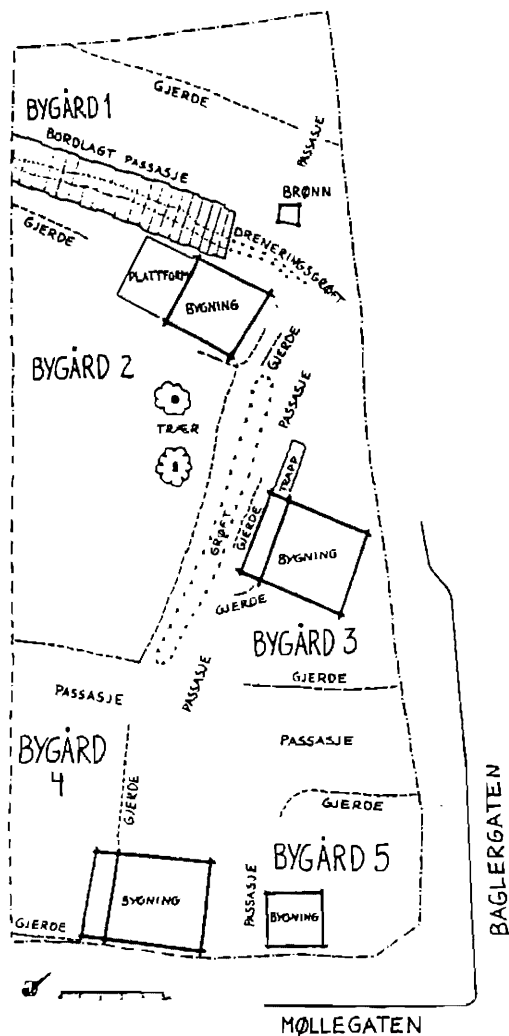 GJERDE
BYGÅRD 1
PASSASJE
BORDLAGT PASSASJE
BRØNN
GJERDE
DRENERINGSGRØFT
PLATTFORM
BYGNING
GJERDE
BYGÅRD 2
PASSASJE
TRÆR
TRAPP
GJERDE
GRØFT
BYGNING
GJERDE
BYGÅRD 3
GJERDE
PASSASJE
PASSASJE
PASSASJE
BYGÅRD
4
GJERDE
GJERDE
BYGÅRD 5
BAGLERGATEN
BYGNING
PASSASJE
BYGNING
GJERDE
MØLLEGATEN